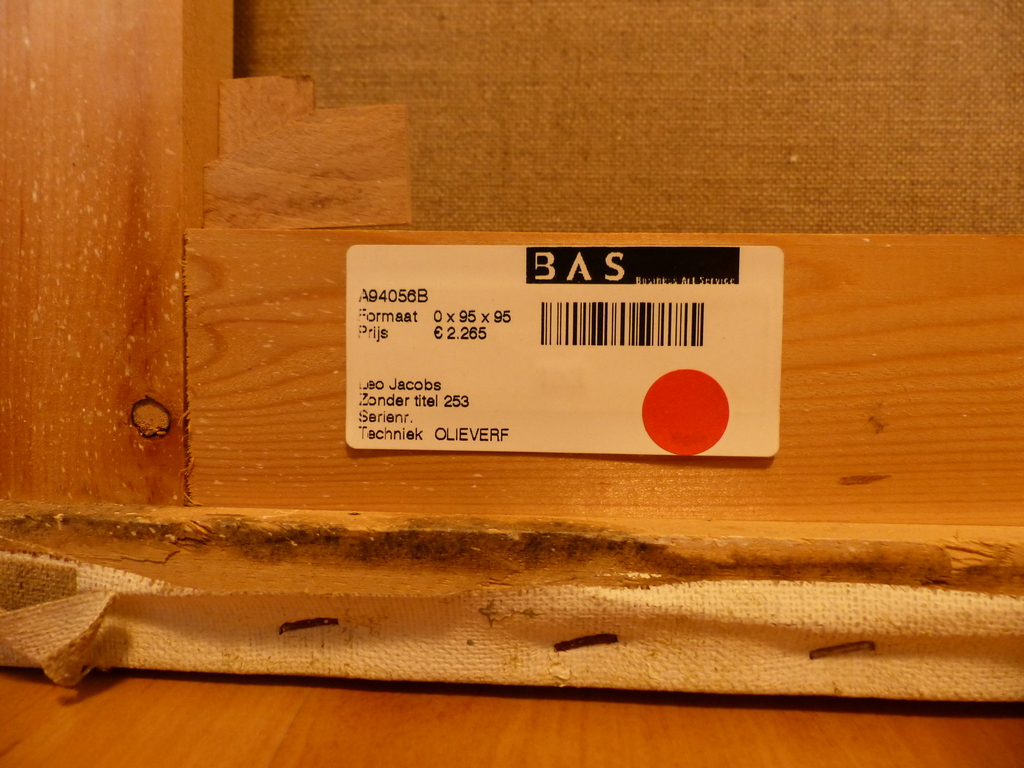 BAS
Business Art Service
A94056B
Formaat 0 x 95 x 95
Prijs € 2.265
Leo Jacobs
Zonder titel 253
Serienr.
Techniek OLIEVERF